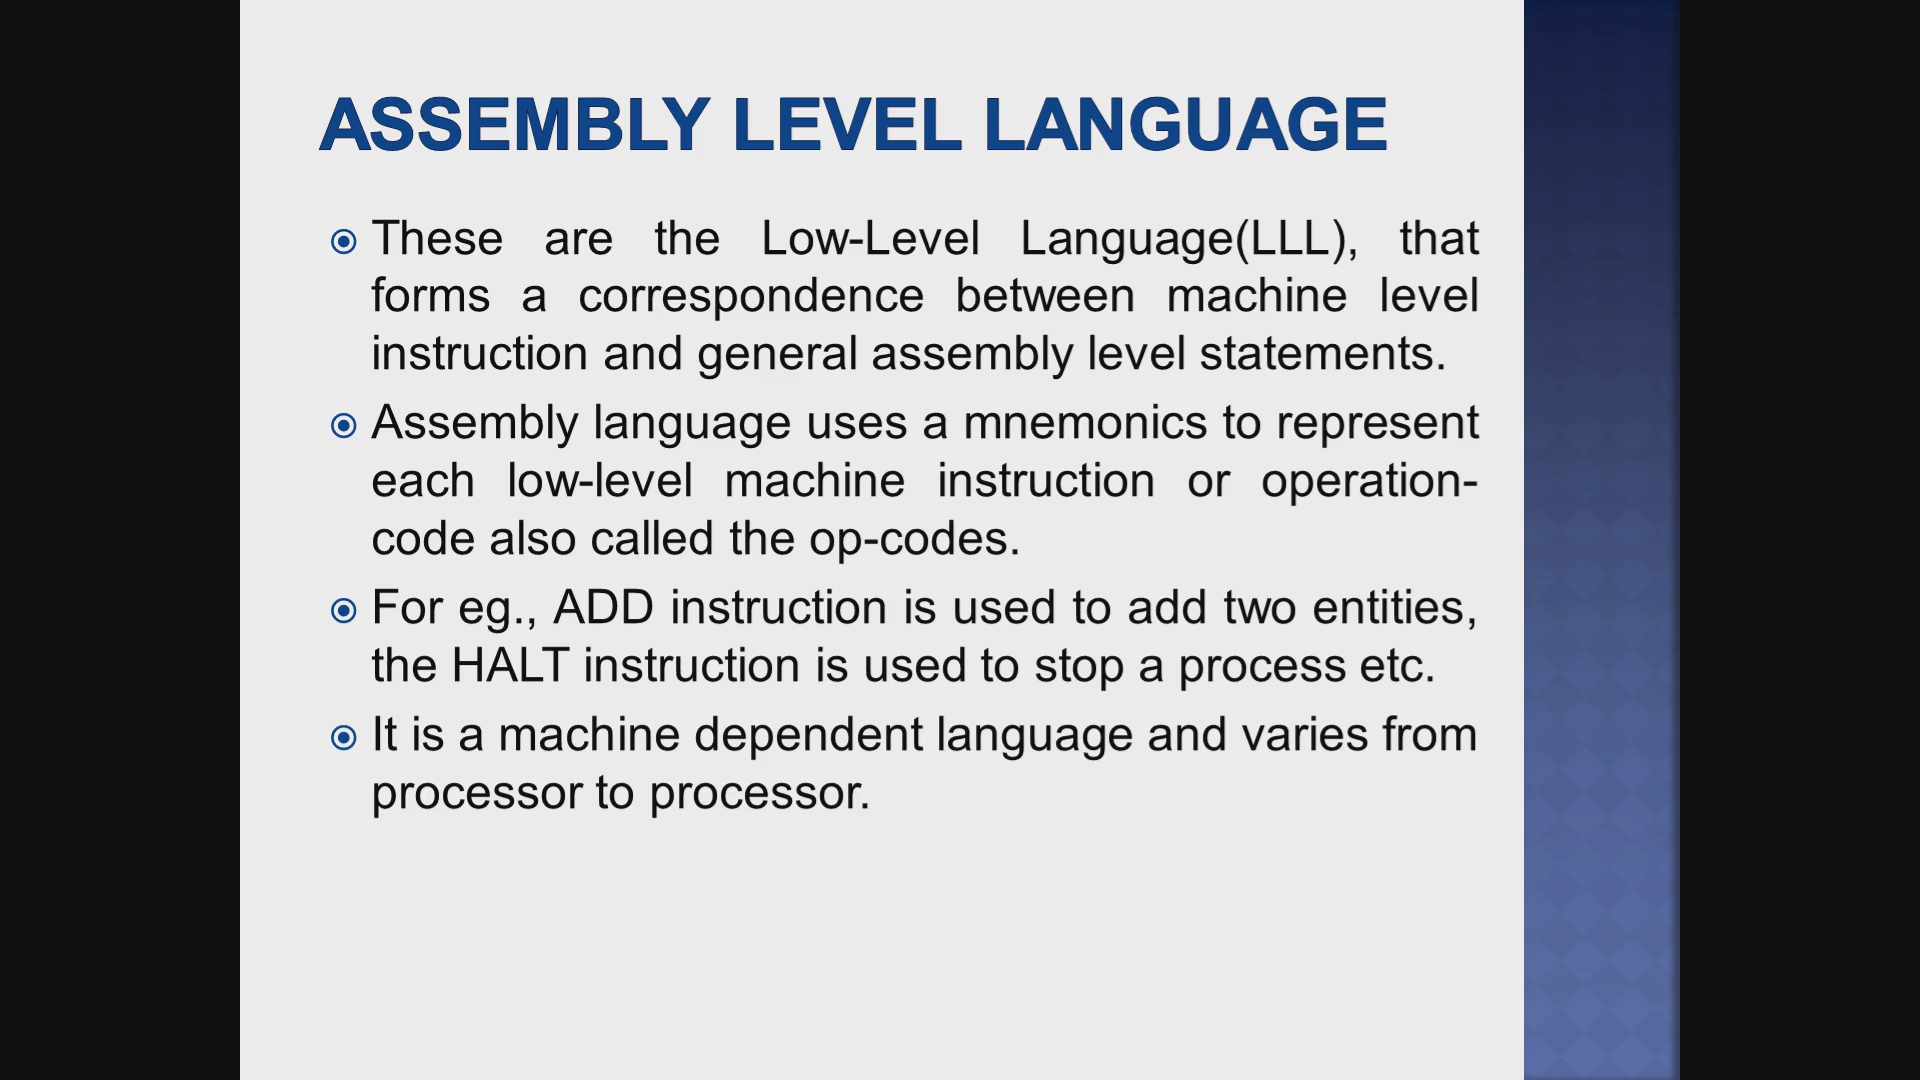 ASSEMBLY LEVEL LANGUAGE
These are the Low-Level Language(LLL), that
forms a correspondence between machine level
instruction and general assembly level statements.
Assembly language uses a mnemonics to represent
each low-level machine instruction or operation-
code also called the op-codes.
For eg., ADD instruction is used to add two entities,
the HALT instruction is used to stop a process etc.
It is a machine dependent language and varies from
processor to processor.